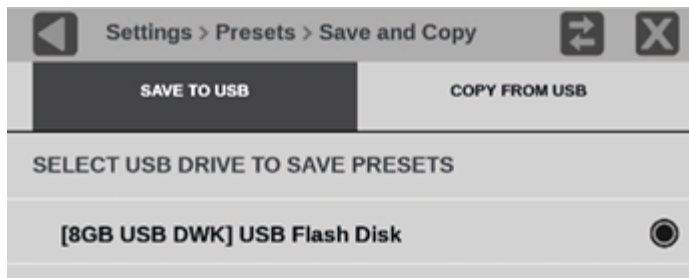 Settings > Presets > Save and Copy
SAVE TO USB
COPY FROM USB
SELECT USB DRIVE TO SAVE PRESETS
[8GB USB DWK] USB Flash Disk